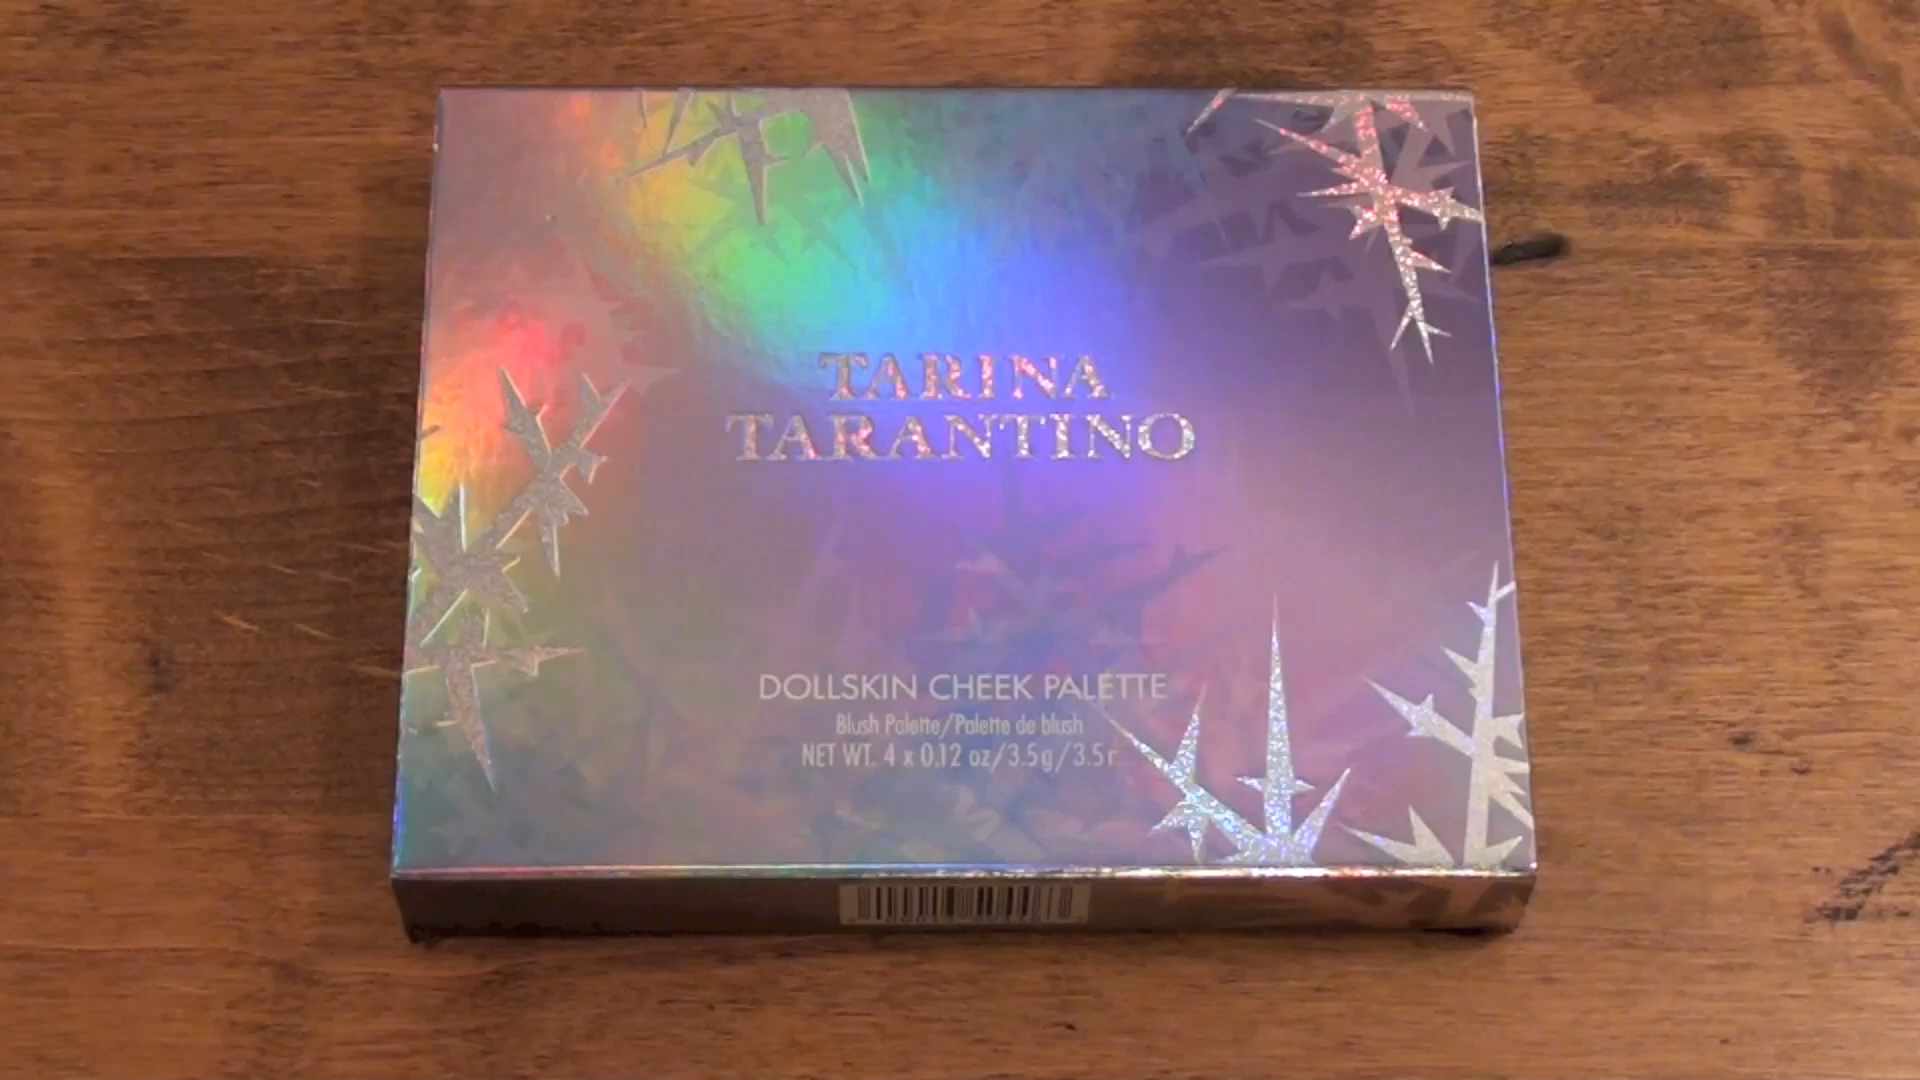 TARINA
TARANTINO
DOLLSKIN CHEEK PALETTE
Blush Palette/Palette de blush
NET WT. 4 x 0.12 oz/3.5g/3.5г